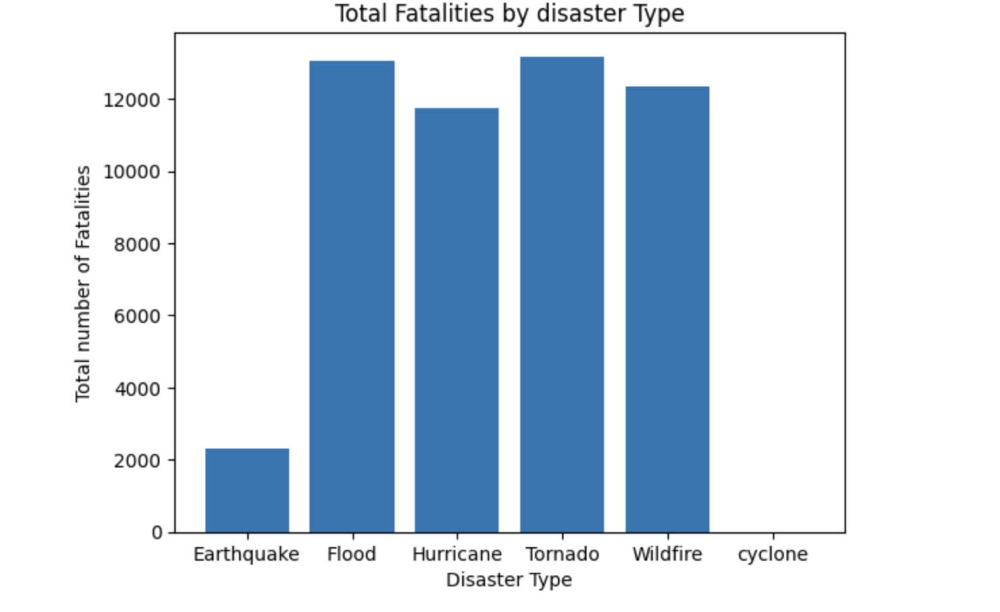 Total Fatalities by disaster Type
Total number of Fatalities
12000
10000
8000
6000
4000
2000
0
Earthquake Flood Hurricane Tornado Wildfire cyclone
Disaster Type